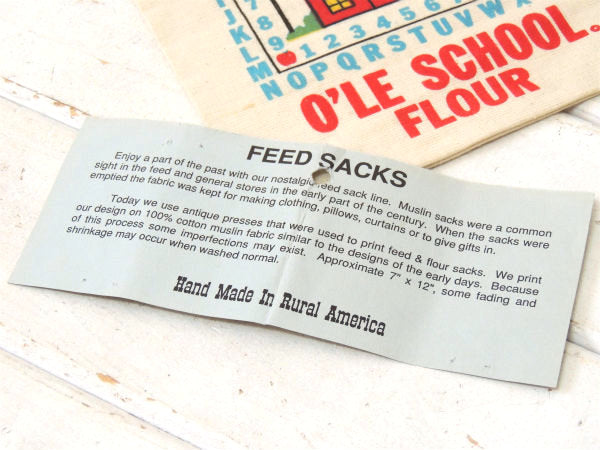 I
J
K
L
M
7
8
9
1 2 3 4 5 6 7
N O P Q R S T U V W X Y Z
O'LE SCHOOL
FLOUR
FEED SACKS
Enjoy a part of the past with our nostalgic feed sack line. Muslin sacks were a common
sight in the feed and general stores in the early part of the century. When the sacks were
emptied the fabric was kept for making clothing, pillows, curtains or to give gifts in.
Today we use antique presses that were used to print feed & flour sacks. We print
our design on 100% cotton muslin fabric similar to the designs of the early days. Because
of this process some imperfections may exist. Approximate 7" x 12", some fading and
shrinkage may occur when washed normal.
Hand Made In Rural America